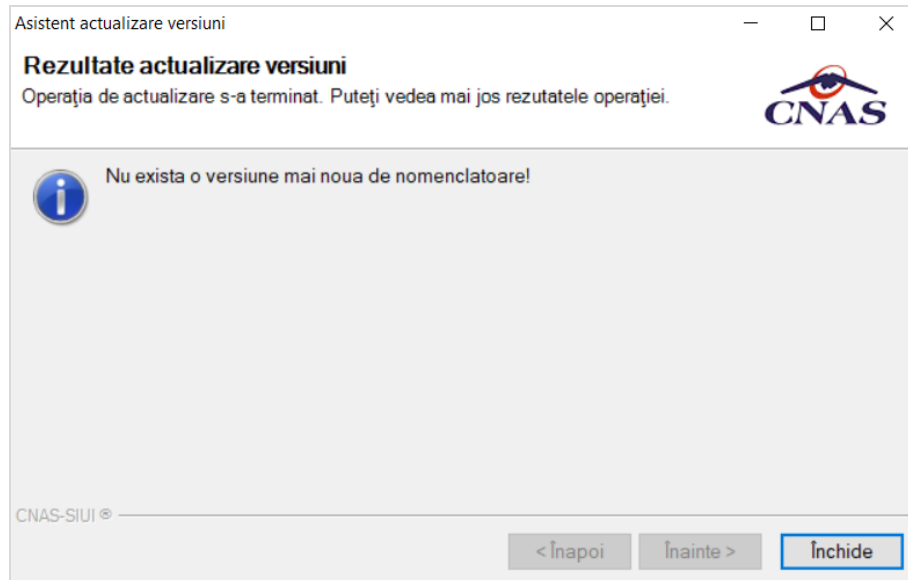 Asistent actualizare versiuni
Rezultate actualizare versiuni
Operaţia de actualizare s-a terminat. Puteţi vedea mai jos rezutatele operaţiei.
CNAS
Nu exista o versiune mai noua de nomenclatoare!
CNAS-SIUI ®
< Înapoi
Înainte >
Închide